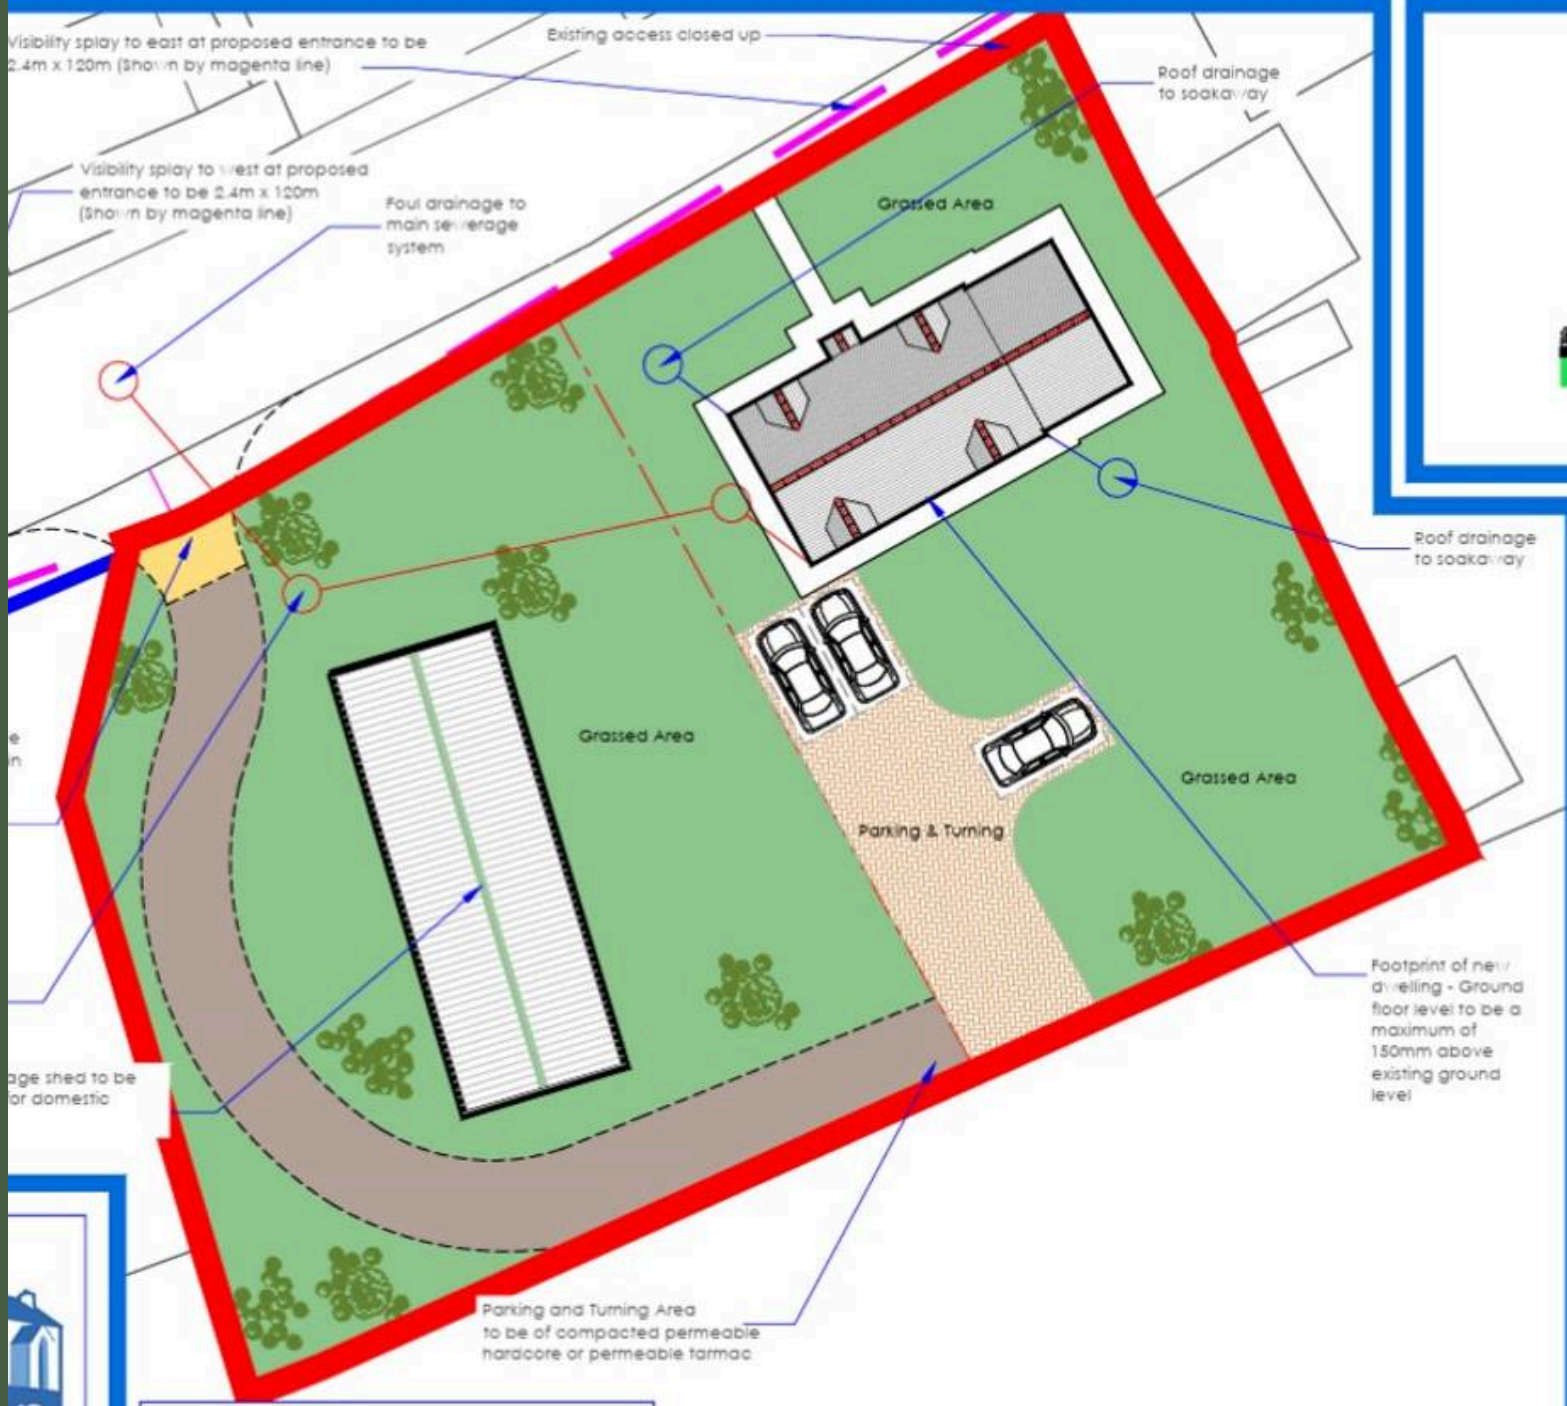 Visibility splay to east at proposed entrance to be
2.4m x 120m (Shown by magenta line)
Existing access closed up
Roof drainage
to soakaway
Visibility splay to west at proposed
entrance to be 2.4m x 120m
(Shown by magenta line)
Foul drainage to
main sewerage
system
Grassed Area
Roof drainage
to soakaway
Grassed Area
Grassed Area
Parking & Turning
Footprint of new
dwelling - Ground
floor level to be a
maximum of
150mm above
existing ground
level
age shed to be
for domestic
Parking and Turning Area
to be of compacted permeable
hardcore or permeable tarmac